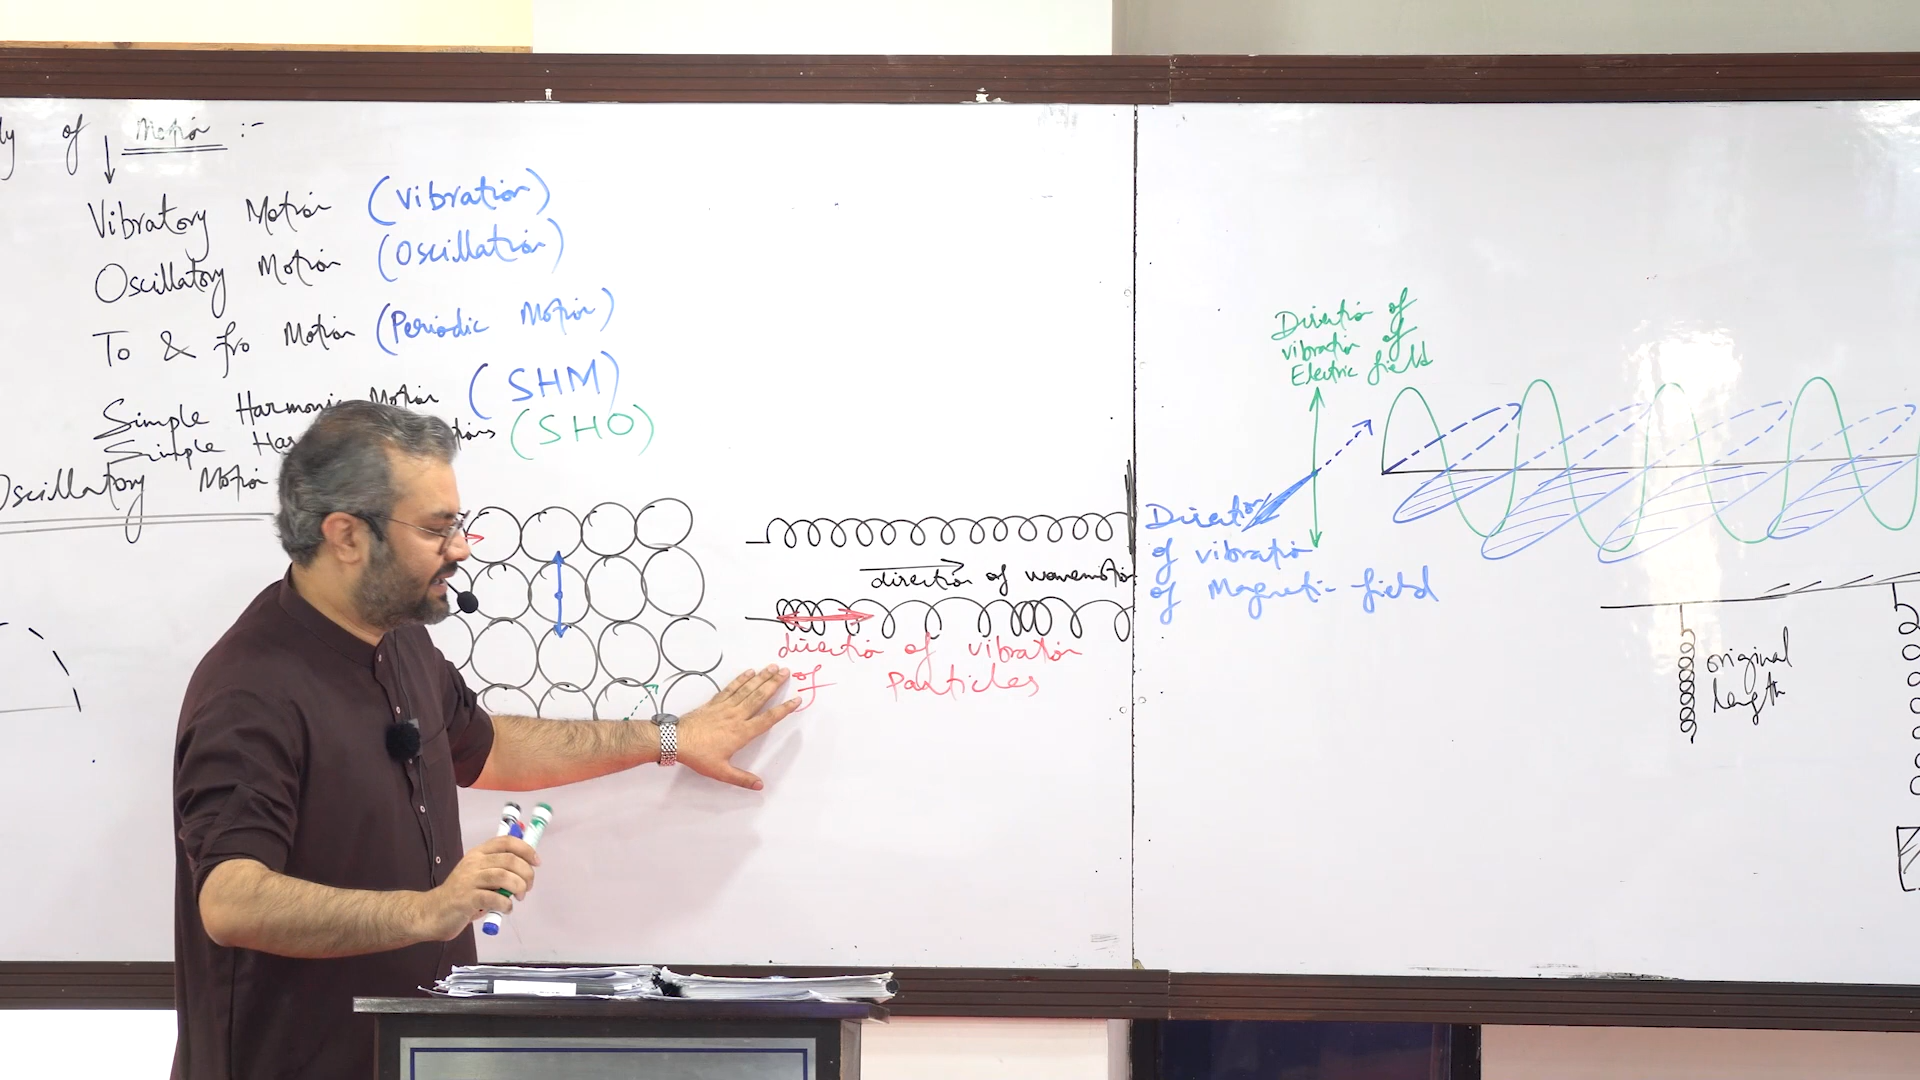 of Motion :-
Vibratory Motion (Vibration)
Oscillatory Motion (Oscillation)
To & fro Motion (Periodic Motion)
Simple Harmonic Motion (SHM)
Simple Har (SHO)
Oscillatory Motion
direction of wavemotion
direction of vibration
of Particles
Direction of
vibration of
Electric field
Direction
of vibration
of Magnetic field
original
length